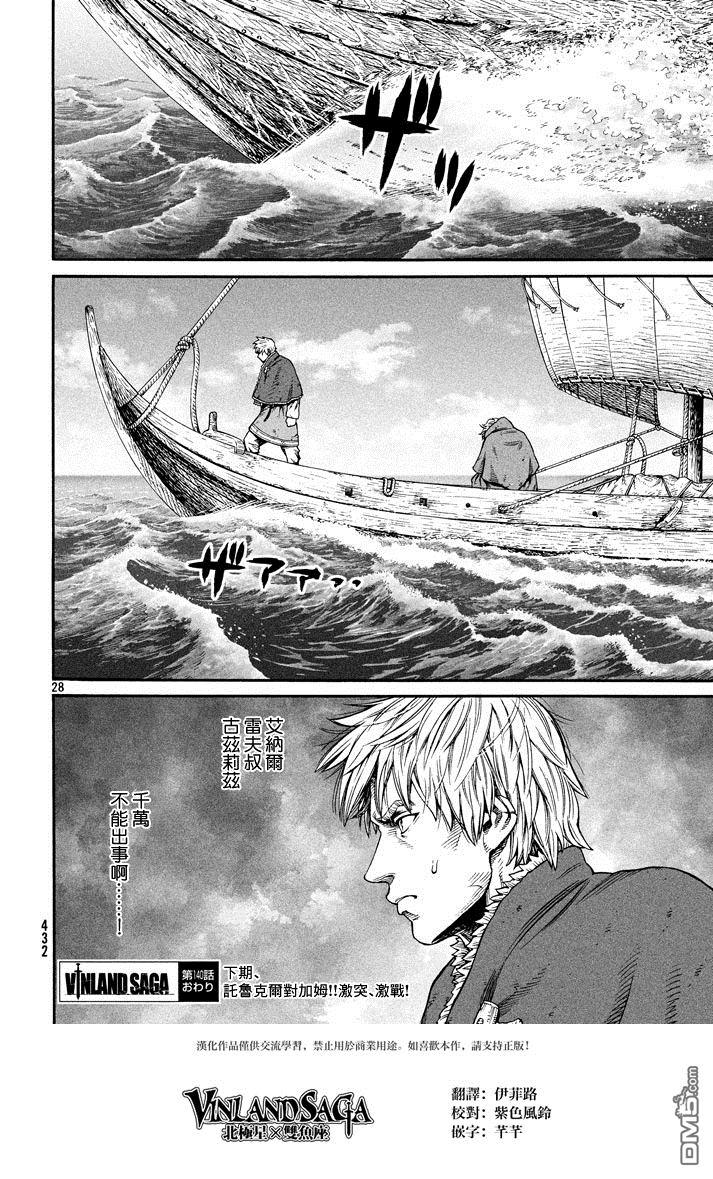 ザザッ
ザアァァ・・
28
艾納爾
雷夫叔
古茲莉茲
千萬
不能出事啊………!
432
VINLAND SAGA
第140話
おわり
下期、
託魯克爾對加姆!!激突、激戰!
漢化作品僅供交流學習，禁止用於商業用途。如喜歡本作，請支持正版!
VINLAND SAGA
北極星×雙魚座
翻譯：伊菲路
校對：紫色風鈴
嵌字：芊芊
DM5.com